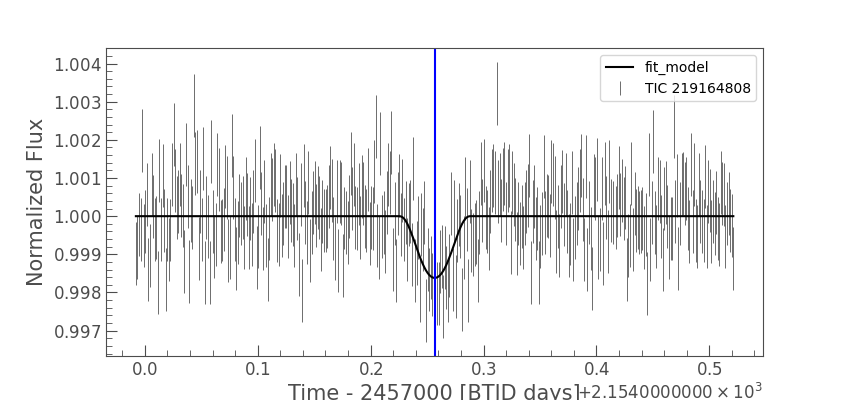 1.004
1.003
1.002
1.001
1.000
0.999
0.998
0.997
Normalized Flux
fit_model
TIC 219164808
0.0 0.1 0.2 0.3 0.4 0.5
Time - 2457000 [BTJD days]
+2.1540000000 × 10³